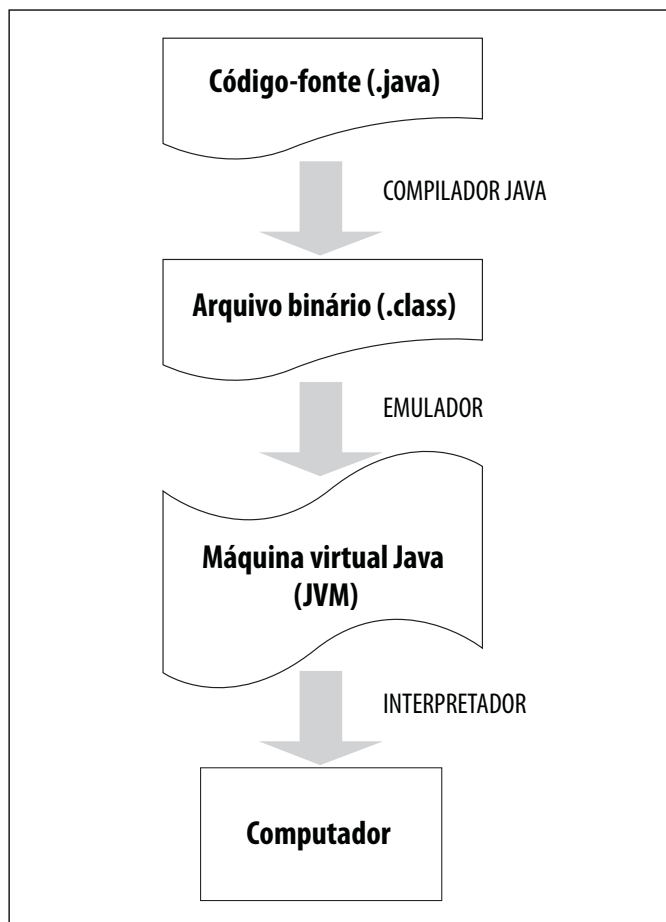 Código-fonte (.java)
COMPILADOR JAVA
Arquivo binário (.class)
EMULADOR
Máquina virtual Java
(JVM)
INTERPRETADOR
Computador